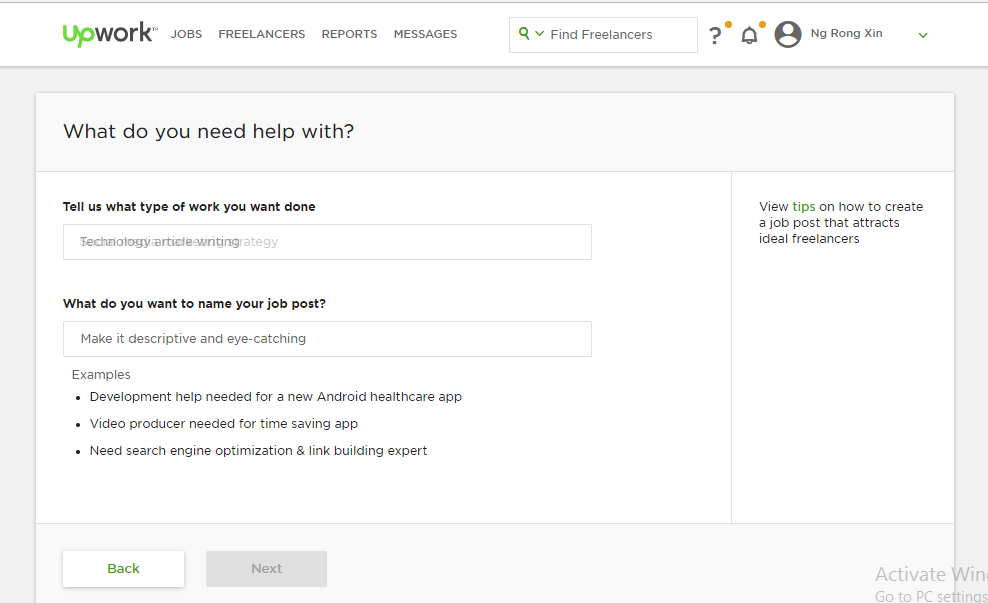 upwork™ JOBS FREELANCERS REPORTS MESSAGES Find Freelancers ? Ng Rong Xin
What do you need help with?
Tell us what type of work you want done
Technology article writing
Social media marketing strategy
What do you want to name your job post?
Make it descriptive and eye-catching
Examples
• Development help needed for a new Android healthcare app
• Video producer needed for time saving app
• Need search engine optimization & link building expert
View tips on how to create
a job post that attracts
ideal freelancers
Back Next
Activate Win
Go to PC settings